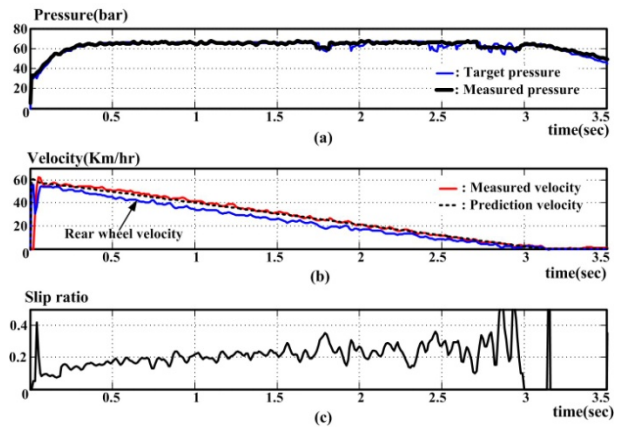 Pressure(bar)
80
60
40
20
0
: Target pressure
: Measured pressure
0.5 1 1.5 2 2.5 3 3.5
(a)
time(sec)
Velocity(Km/hr)
60
40
20
0
: Measured velocity
: Prediction velocity
Rear wheel velocity
0.5 1 1.5 2 2.5 3 3.5
(b)
time(sec)
Slip ratio
0.4
0.2
0
0.5 1 1.5 2 2.5 3 3.5
(c)
time(sec)